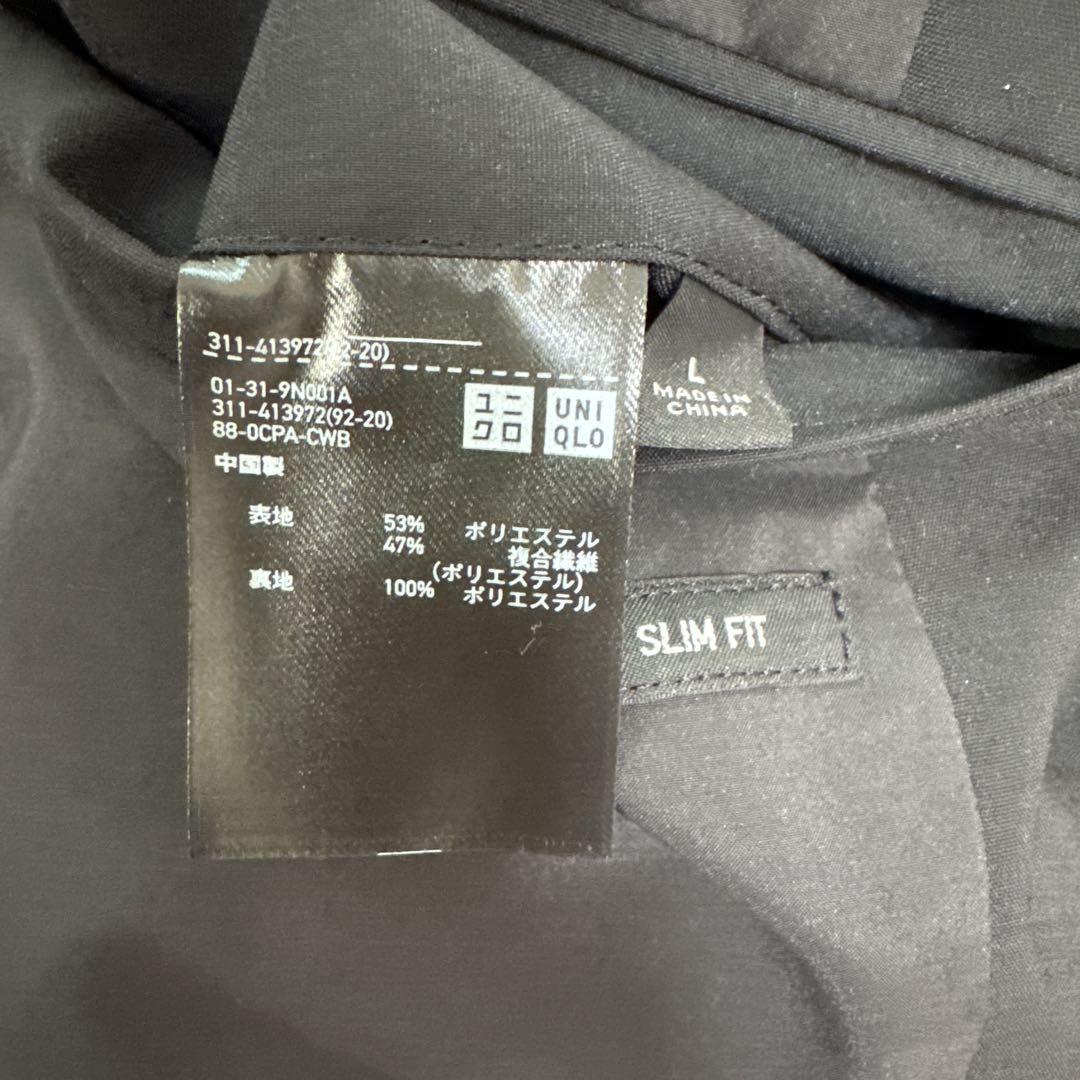 311-413972(92-20)
01-31-9N001A
311-413972(92-20)
88-0CPA-CWB
中国製
ユニ
クロ
UNI
QLO
表地 53% ポリエステル
47% 複合繊維
(ポリエステル)
裏地 100% ポリエステル
L
MADE IN
CHINA
SLIM FIT